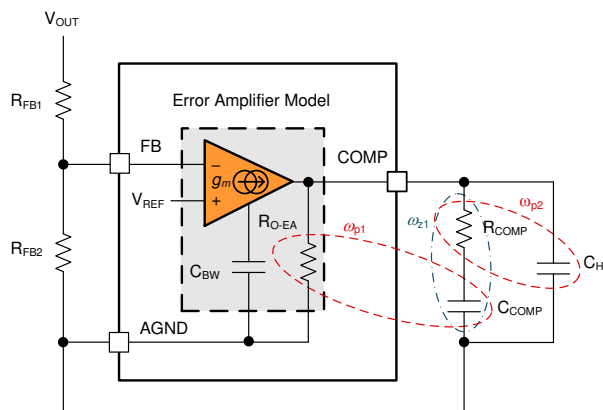 V_OUT
R_FB1
Error Amplifier Model
FB
COMP
−
g_m
+
V_REF
R_O-EA
ω_p1
ω_z1
ω_p2
R_COMP
R_FB2
C_BW
C_H
C_COMP
AGND